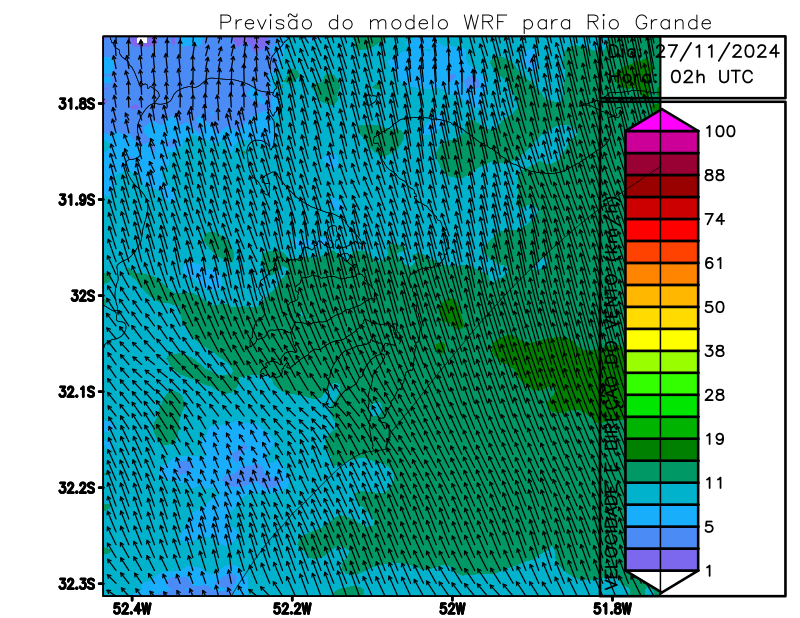 Previsão do modelo WRF para Rio Grande
Dia: 27/11/2024
Hora: 02h UTC
31.8S
31.9S
32S
32.1S
32.2S
32.3S
52.4W
52.2W
52W
51.8W
VELOCIDADE E DIREÇÃO DO VENTO (km/h)
100
88
74
61
50
38
28
19
11
5
1